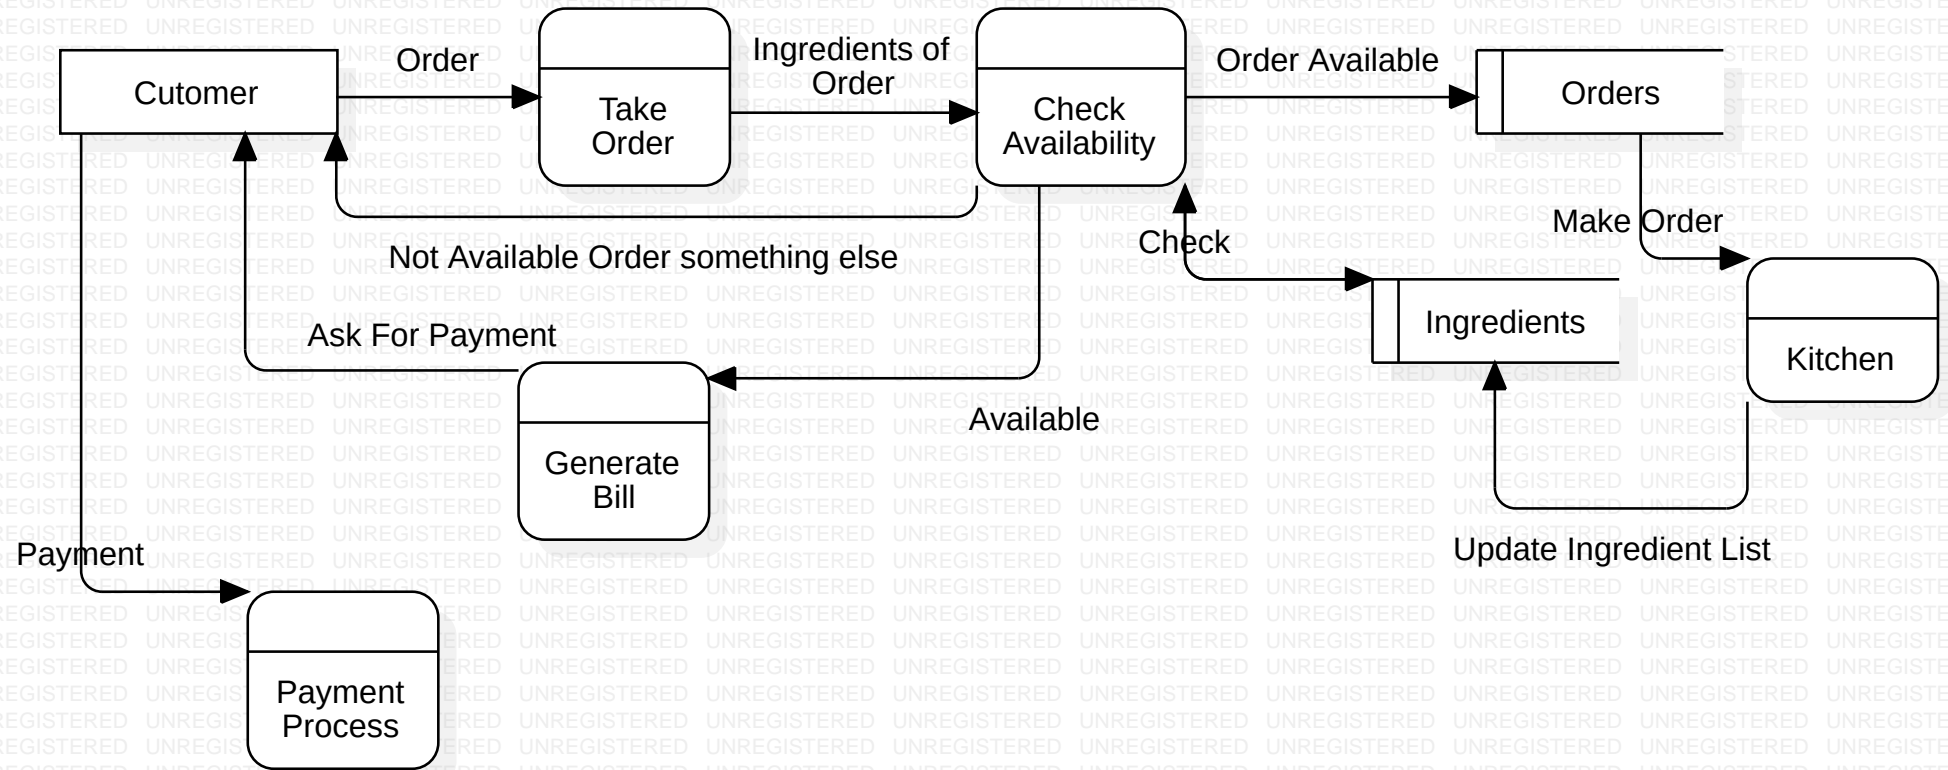 Cutomer
Order
Take
Order
Ingredients of
Order
Check
Availability
Order Available
Orders
Make Order
Check
Not Available Order something else
Ingredients
Kitchen
Ask For Payment
Available
Generate
Bill
Update Ingredient List
Payment
Payment
Process
UNREGISTERED